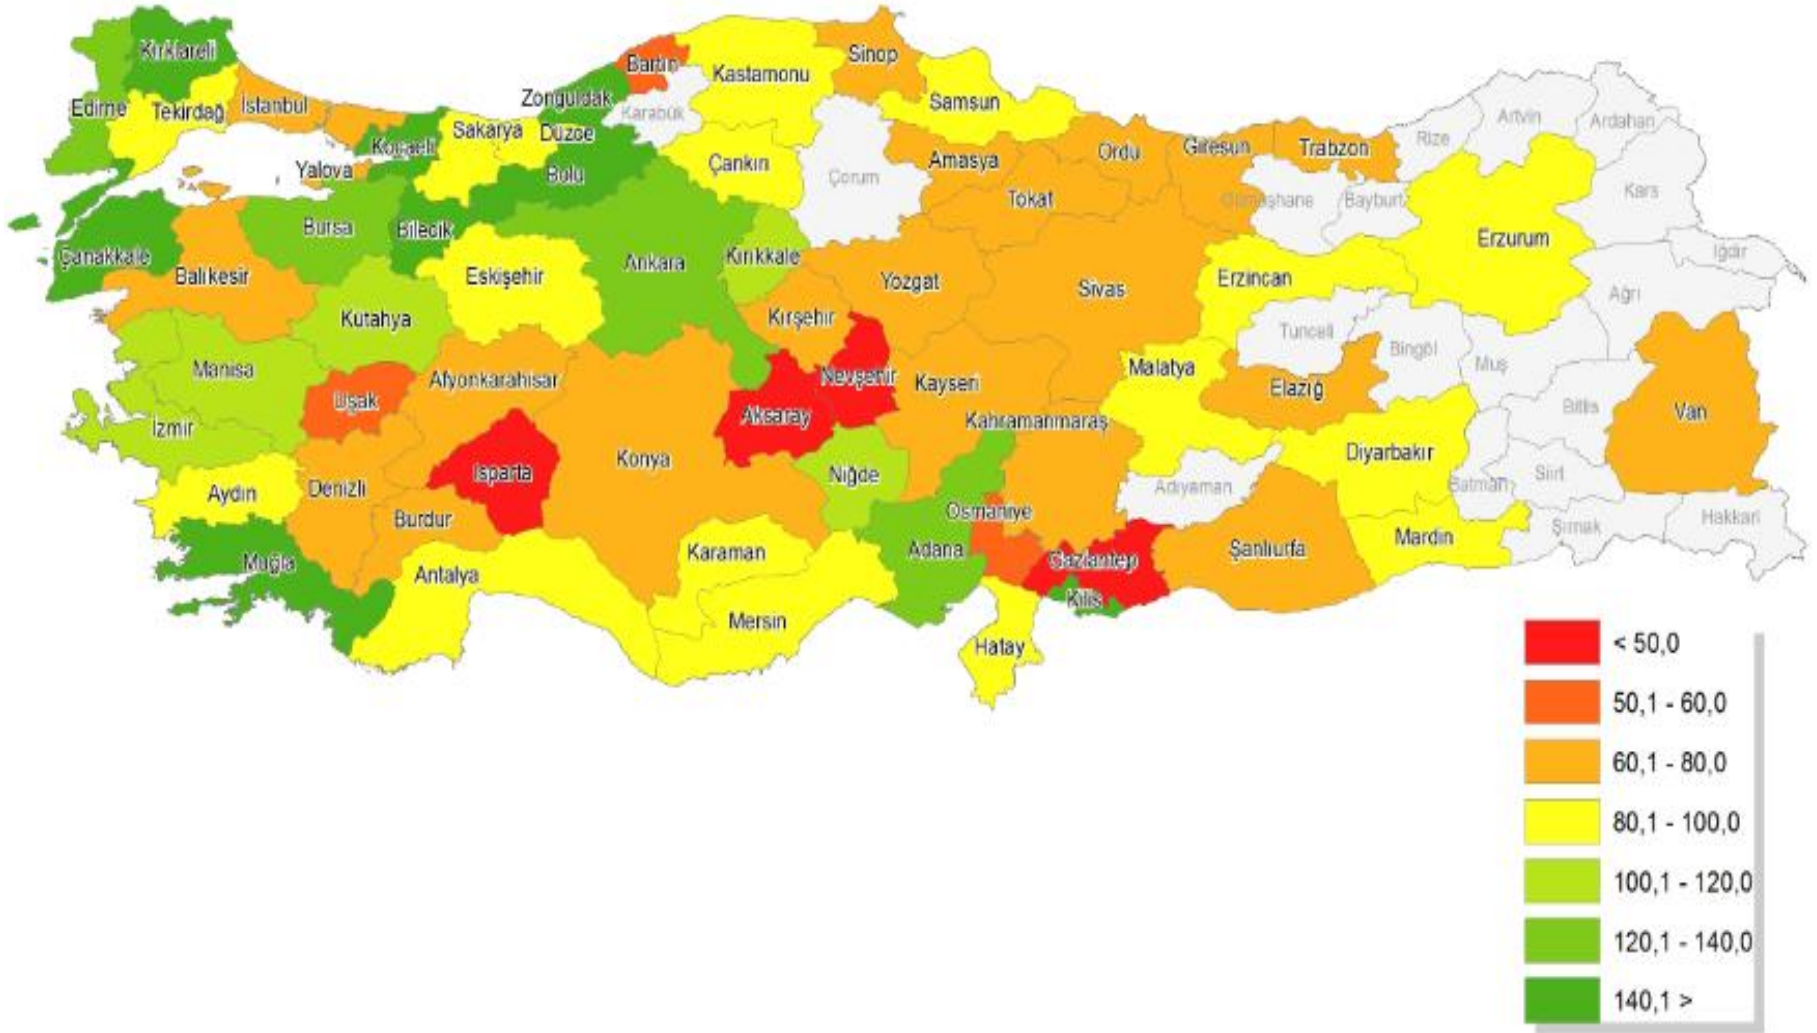 Kırklareli
Edirne
Tekirdağ
İstanbul
Kocaeli
Yalova
Sakarya
Düzce
Zonguldak
Bartın
Karabük
Kastamonu
Sinop
Samsun
Çankırı
Çorum
Amasya
Ordu
Giresun
Trabzon
Rize
Artvin
Ardahan
Kars
Bolu
Tokat
Gümüşhane
Bayburt
Erzurum
Iğdır
Çanakkale
Bursa
Bilecik
Balıkesir
Eskişehir
Ankara
Kırıkkale
Yozgat
Sivas
Erzincan
Ağrı
Kütahya
Kırşehir
Tunceli
Bingöl
Muş
Manisa
Uşak
Afyonkarahisar
Nevşehir
Aksaray
Kayseri
Malatya
Elazığ
Bitlis
Van
İzmir
Isparta
Konya
Niğde
Kahramanmaraş
Diyarbakır
Aydın
Denizli
Burdur
Adıyaman
Batman
Siirt
Şırnak
Hakkari
Muğla
Antalya
Karaman
Mersin
Adana
Osmaniye
Gaziantep
Kilis
Şanlıurfa
Mardin
Hatay
< 50,0
50,1 - 60,0
60,1 - 80,0
80,1 - 100,0
100,1 - 120,0
120,1 - 140,0
140,1 >